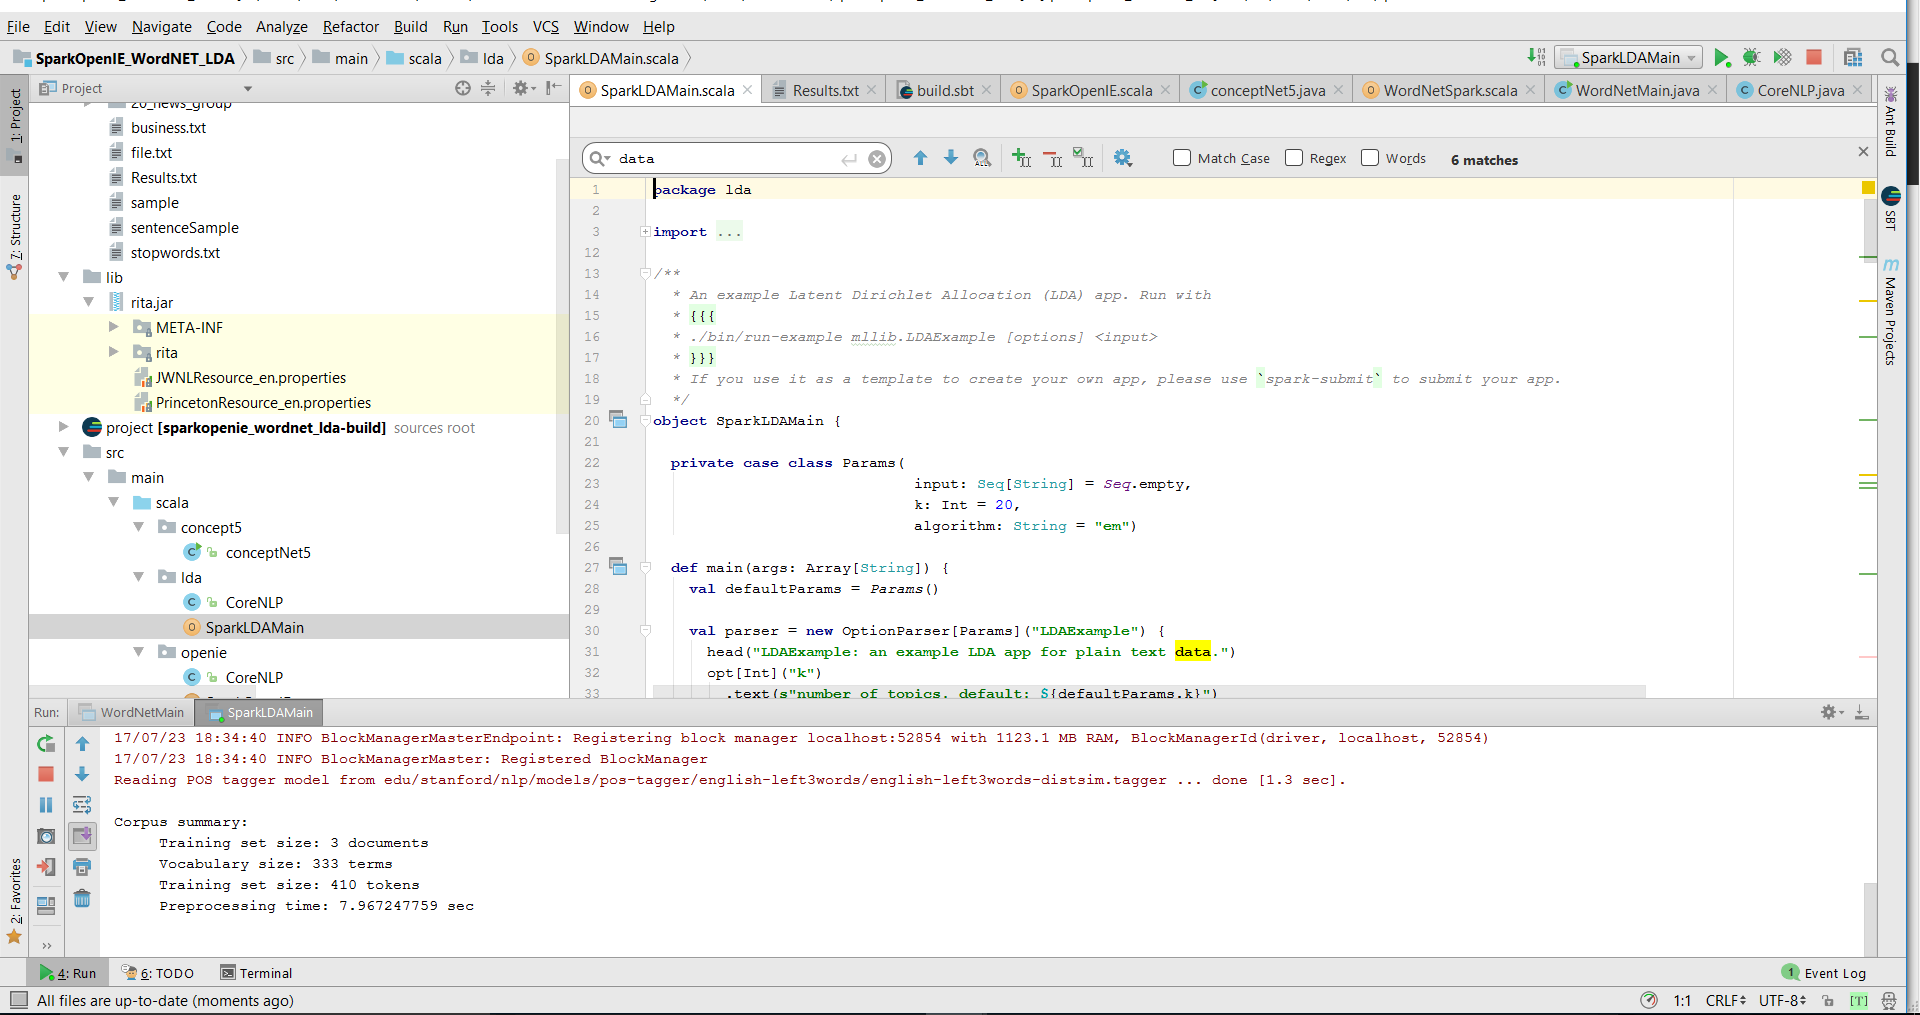 File Edit View Navigate Code Analyze Refactor Build Run Tools VCS Window Help
SparkOpenIE_WordNET_LDA src main scala lda SparkLDAMain.scala
SparkLDAMain
1: Project
Z: Structure
2: Favorites
Project
20_news_group
business.txt
file.txt
Results.txt
sample
sentenceSample
stopwords.txt
lib
rita.jar
META-INF
rita
JWNLResource_en.properties
PrincetonResource_en.properties
project [sparkopenie_wordnet_lda-build] sources root
src
main
scala
concept5
conceptNet5
lda
CoreNLP
SparkLDAMain
openie
CoreNLP
SparkLDAMain.scala Results.txt build.sbt SparkOpenIE.scala conceptNet5.java WordNetSpark.scala WordNetMain.java CoreNLP.java
data Match Case Regex Words 6 matches
1 package lda
2
3 import ...
12
13 /**
14 * An example Latent Dirichlet Allocation (LDA) app. Run with
15 * {{{
16 * ./bin/run-example mllib.LDAExample [options] <input>
17 * }}}
18 * If you use it as a template to create your own app, please use `spark-submit` to submit your app.
19 */
20 object SparkLDAMain {
21
22 private case class Params(
23 input: Seq[String] = Seq.empty,
24 k: Int = 20,
25 algorithm: String = "em")
26
27 def main(args: Array[String]) {
28 val defaultParams = Params()
29
30 val parser = new OptionParser[Params]("LDAExample") {
31 head("LDAExample: an example LDA app for plain text data.")
32 opt[Int]("k")
33 .text(s"number of topics. default: ${defaultParams.k}")
Ant Build
SBT
Maven Projects
Run: WordNetMain SparkLDAMain
17/07/23 18:34:40 INFO BlockManagerMasterEndpoint: Registering block manager localhost:52854 with 1123.1 MB RAM, BlockManagerId(driver, localhost, 52854)
17/07/23 18:34:40 INFO BlockManagerMaster: Registered BlockManager
Reading POS tagger model from edu/stanford/nlp/models/pos-tagger/english-left3words/english-left3words-distsim.tagger ... done [1.3 sec].
Corpus summary:
Training set size: 3 documents
Vocabulary size: 333 terms
Training set size: 410 tokens
Preprocessing time: 7.967247759 sec
4: Run 6: TODO Terminal 1 Event Log
All files are up-to-date (moments ago) 1:1 CRLF UTF-8 [T]